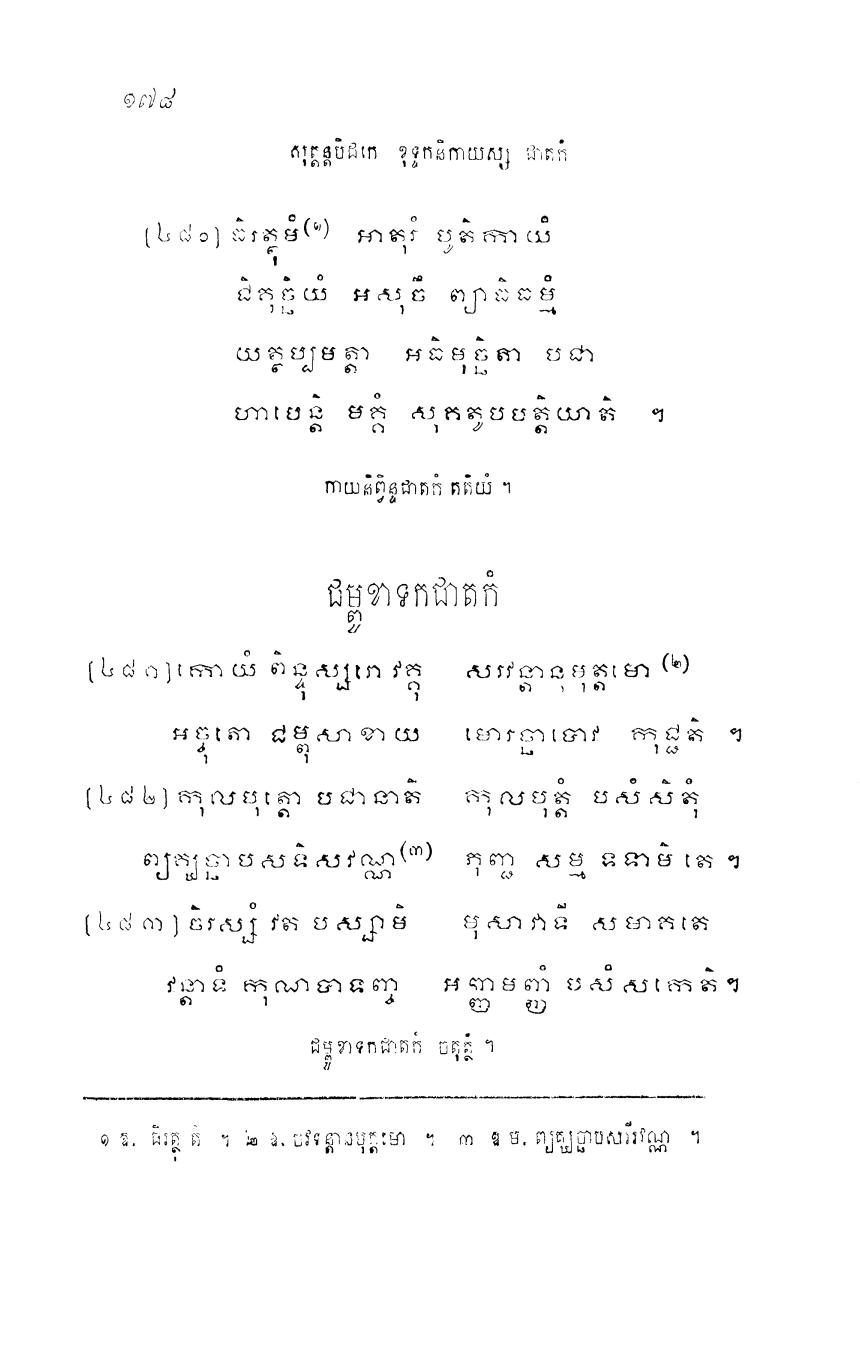 ១៧៨
សុត្តន្តបិដកេ ខុទ្ទកនិកាយស្ស ជាតកំ
[៤៨០] ធិរត្ថុមំ(១) អាតុរំ បូតិកាយំ
ជិគុច្ឆិយំ អសុចឹ ព្យាធិធម្មំ
យត្ថប្បមត្តា អធិមុច្ឆិតា បជា
ហាបេន្តិ មគ្គំ សុគតូបបត្តិយាតិ ។
កាយនិព្វិន្ទជាតកំ តតិយំ ។
ជម្ពូខាទកជាតកំ
[៤៨១] កោយំ ពិន្ទុស្សរោ វគ្គុ សរវន្តានុមុត្តមោ (២)
អច្ចុតោ ជម្ពុសាខាយ មោរច្ឆាបោវ កុជ្ជតិ ។
[៤៨២] កុលបុត្តោ បជានាតិ កុលបុត្តំ បសំសិតុំ
ព្យគ្ឃច្ឆាបសទិសវណ្ណ(៣) ភុញ្ជ សម្ម ទទាមិ តេ ។
[៤៨៣] ចិរស្សំ វត បស្សាមិ មុសាវាទី សមាគតេ
វន្តាទំ កុណបាទញ្ច អញ្ញមញ្ញំ បសំសកេតិ ។
ជម្ពូខាទកជាតកំ ចតុត្ថំ ។
១ ឱ. ធិរត្ថុ តំ ។ ២ ឱ. បវទន្តានមុត្តមោ ។ ៣ ឱ ម. ព្យគ្ឃច្ឆាបសរីវណ្ណ ។